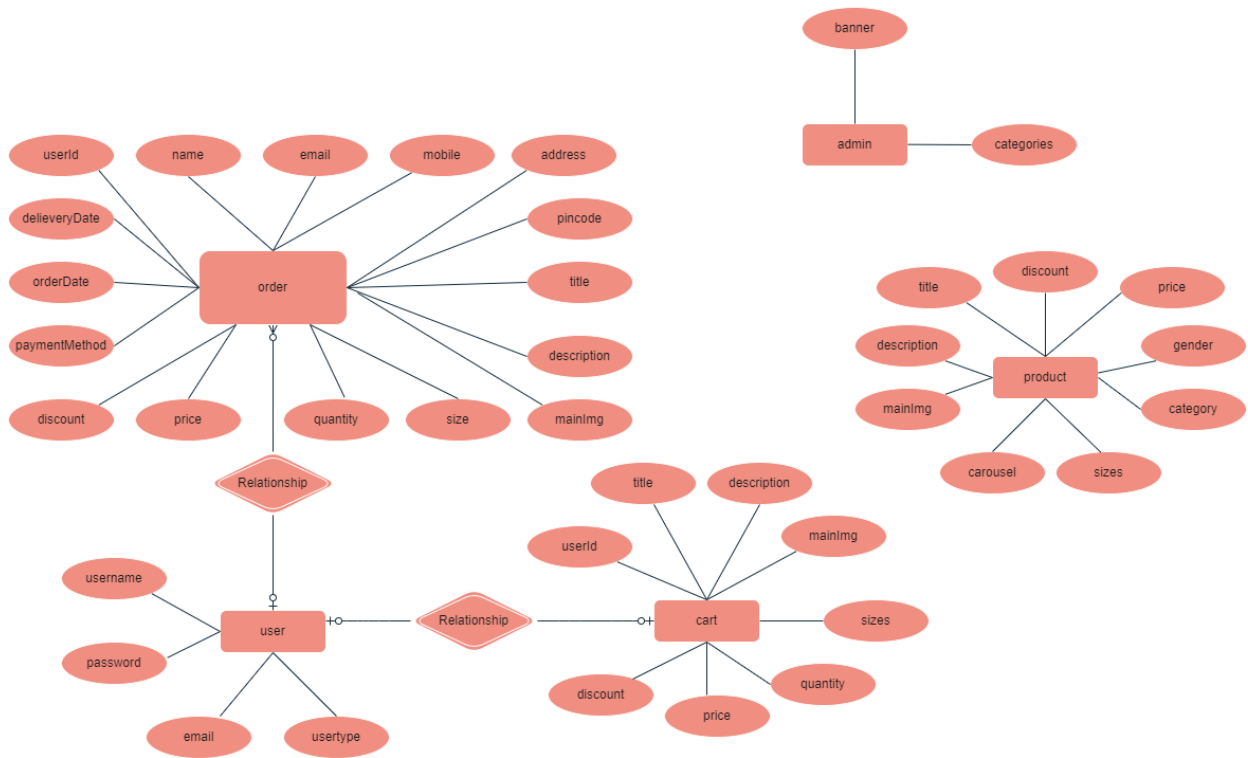 banner
admin
categories
userId
name
email
mobile
address
delieveryDate
pincode
orderDate
order
title
paymentMethod
description
discount
price
quantity
size
mainImg
title
discount
price
description
gender
product
mainImg
category
carousel
sizes
Relationship
title
description
userId
mainImg
username
user
Relationship
cart
sizes
password
discount
price
quantity
email
usertype